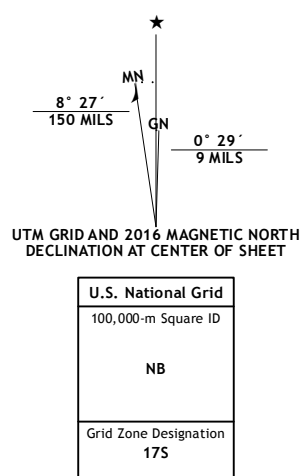 MN
8° 27´
150 MILS
GN
0° 29´
9 MILS
UTM GRID AND 2016 MAGNETIC NORTH
DECLINATION AT CENTER OF SHEET
U.S. National Grid
100,000-m Square ID
NB
Grid Zone Designation
17S